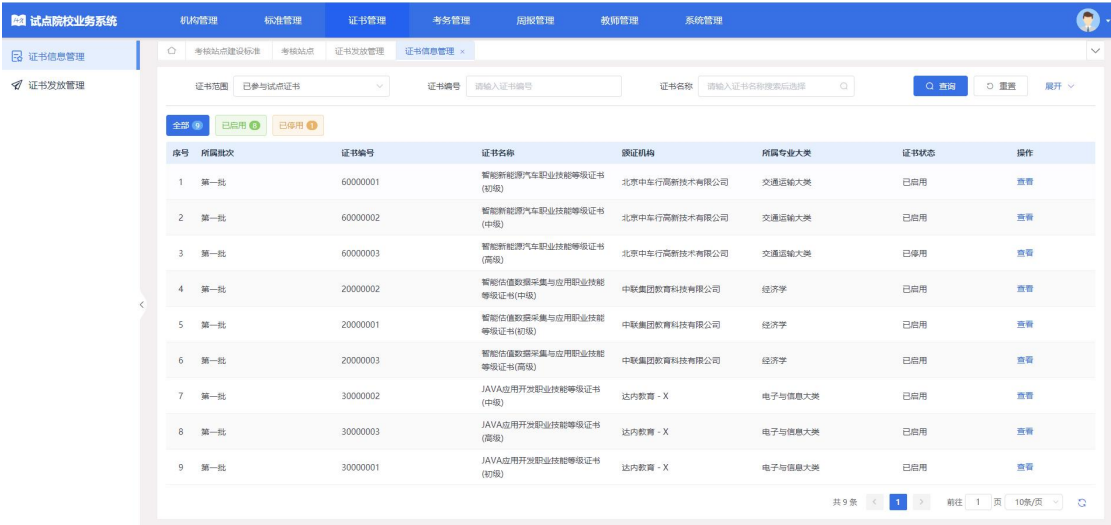 试点院校业务系统 机构管理 标准管理 证书管理 考务管理 周报管理 教师管理 系统管理
证书信息管理
证书发放管理
考核站点建设标准 考核站点 证书发放管理 证书信息管理 ×
证书范围 已参与试点证书 证书编号 请输入证书编号 证书名称 请输入证书名称搜索后选择 查询 重置 展开
全部 9 已启用 8 已停用 1
序号 所属批次 证书编号 证书名称 颁证机构 所属专业大类 证书状态 操作
1 第一批 60000001 智能新能源汽车职业技能等级证书 北京中车行高新技术有限公司 交通运输大类 已启用 查看
(初级)
2 第一批 60000002 智能新能源汽车职业技能等级证书 北京中车行高新技术有限公司 交通运输大类 已启用 查看
(中级)
3 第一批 60000003 智能新能源汽车职业技能等级证书 北京中车行高新技术有限公司 交通运输大类 已停用 查看
(高级)
4 第一批 20000002 智能估值数据采集与应用职业技能 中联集团教育科技有限公司 经济学 已启用 查看
等级证书(中级)
5 第一批 20000001 智能估值数据采集与应用职业技能 中联集团教育科技有限公司 经济学 已启用 查看
等级证书(初级)
6 第一批 20000003 智能估值数据采集与应用职业技能 中联集团教育科技有限公司 经济学 已启用 查看
等级证书(高级)
7 第一批 30000002 JAVA应用开发职业技能等级证书 达内教育 - X 电子与信息大类 已启用 查看
(中级)
8 第一批 30000003 JAVA应用开发职业技能等级证书 达内教育 - X 电子与信息大类 已启用 查看
(高级)
9 第一批 30000001 JAVA应用开发职业技能等级证书 达内教育 - X 电子与信息大类 已启用 查看
(初级)
共 9 条 1 前往 1 页 10条/页